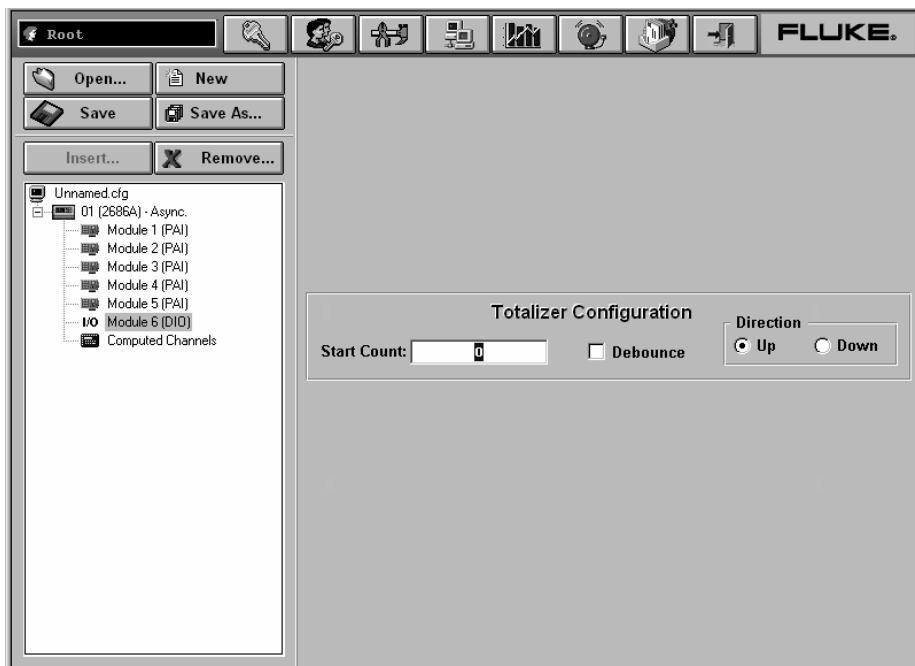 Root
FLUKE®
Open...
New
Save
Save As...
Insert...
Remove...
Unnamed.cfg
01 (2686A) - Async.
Module 1 (PAI)
Module 2 (PAI)
Module 3 (PAI)
Module 4 (PAI)
Module 5 (PAI)
I/O Module 6 (DIO)
Computed Channels
Totalizer Configuration
Start Count: 0
Debounce
Direction
Up
Down